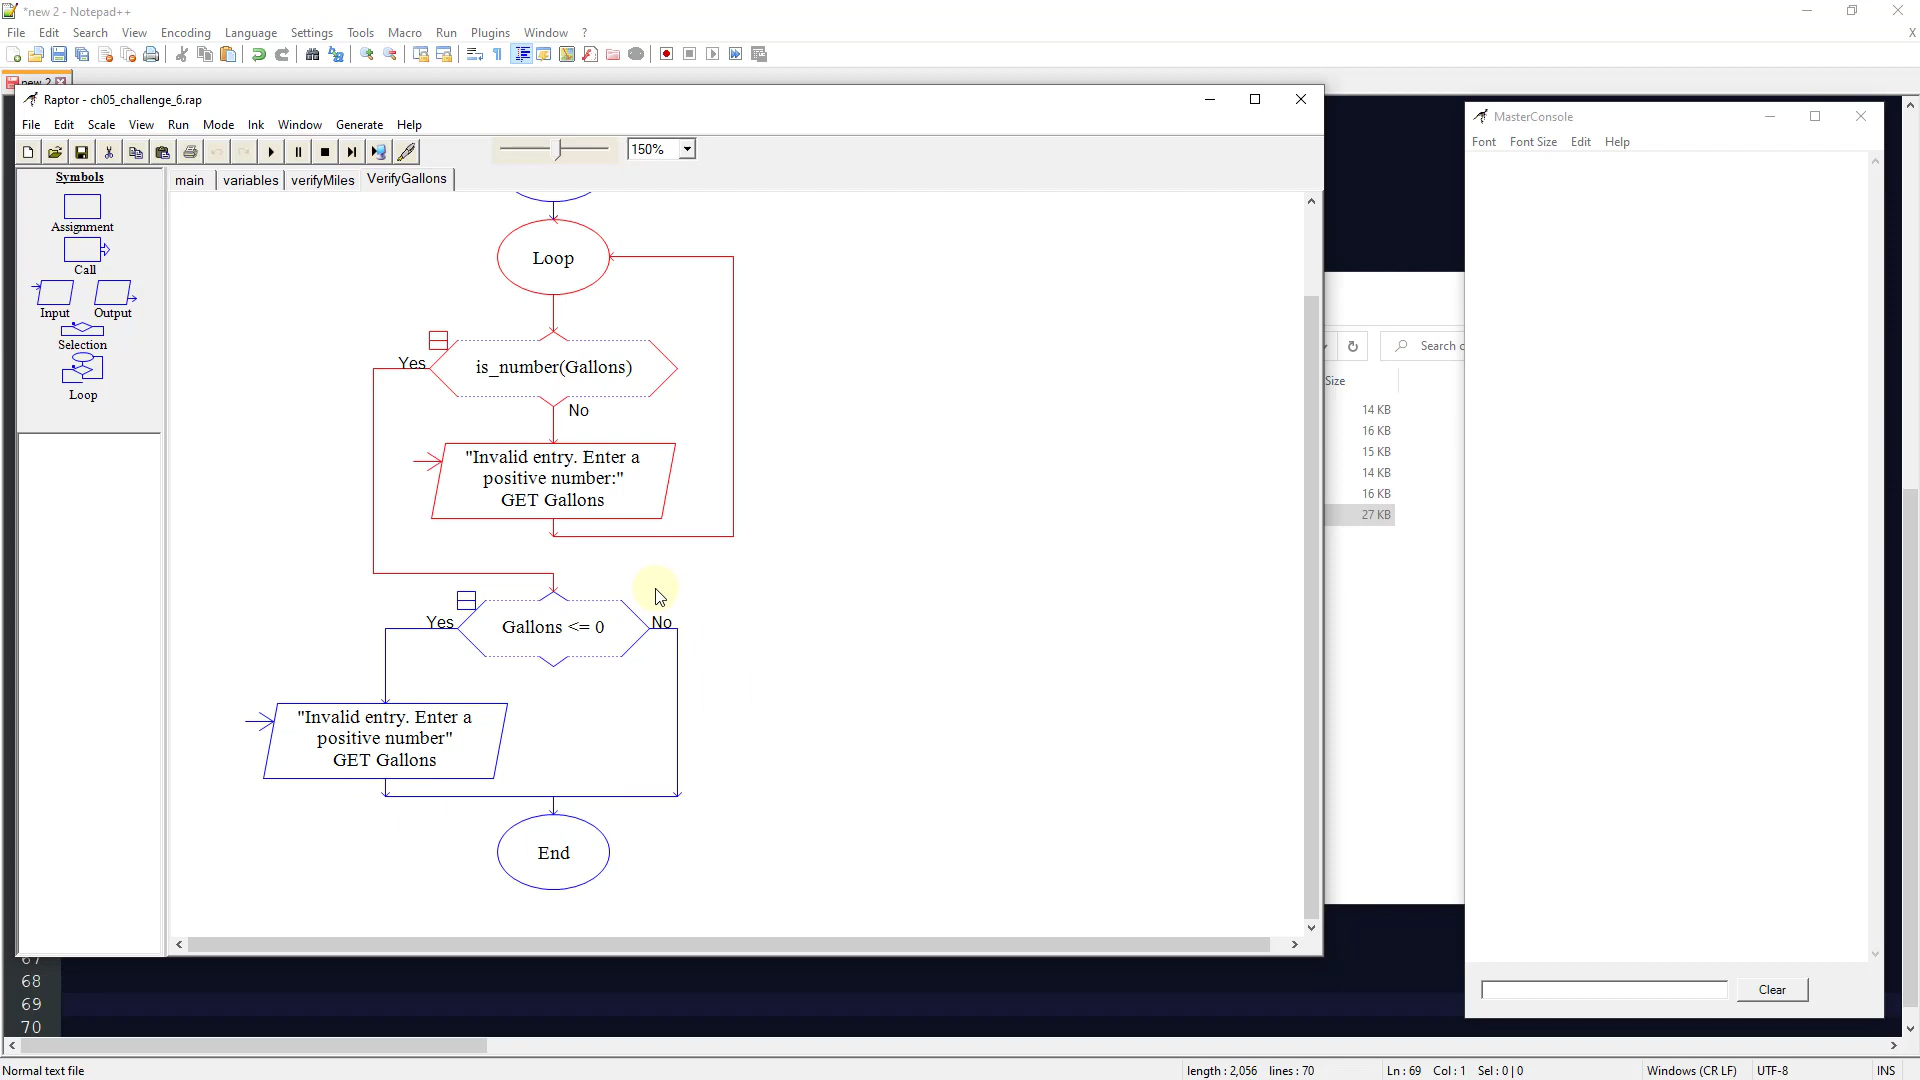 *new 2 - Notepad++
File Edit Search View Encoding Language Settings Tools Macro Run Plugins Window ? X
new 2
Raptor - ch05_challenge_6.rap
File Edit Scale View Run Mode Ink Window Generate Help
150%
Symbols
Assignment
Call
Input Output
Selection
Loop
main variables verifyMiles VerifyGallons
Loop
Yes
is_number(Gallons)
No
"Invalid entry. Enter a
positive number:"
GET Gallons
Yes
Gallons <= 0
No
"Invalid entry. Enter a
positive number"
GET Gallons
End
Search
Size
14 KB
16 KB
15 KB
14 KB
16 KB
27 KB
MasterConsole
Font Font Size Edit Help
Clear
67
68
69
70
Normal text file length : 2,056 lines : 70 Ln : 69 Col : 1 Sel : 0 | 0 Windows (CR LF) UTF-8 INS